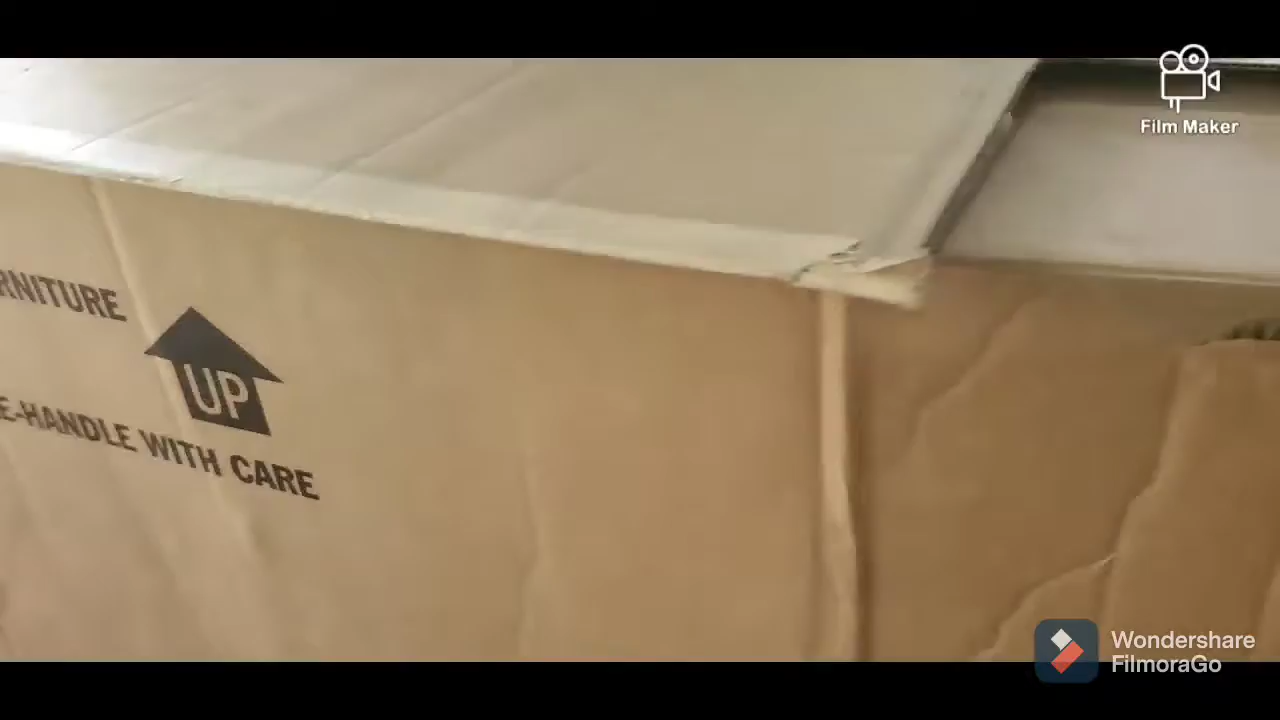 Film Maker
RNITURE
UP
E-HANDLE WITH CARE
Wondershare
FilmoraGo